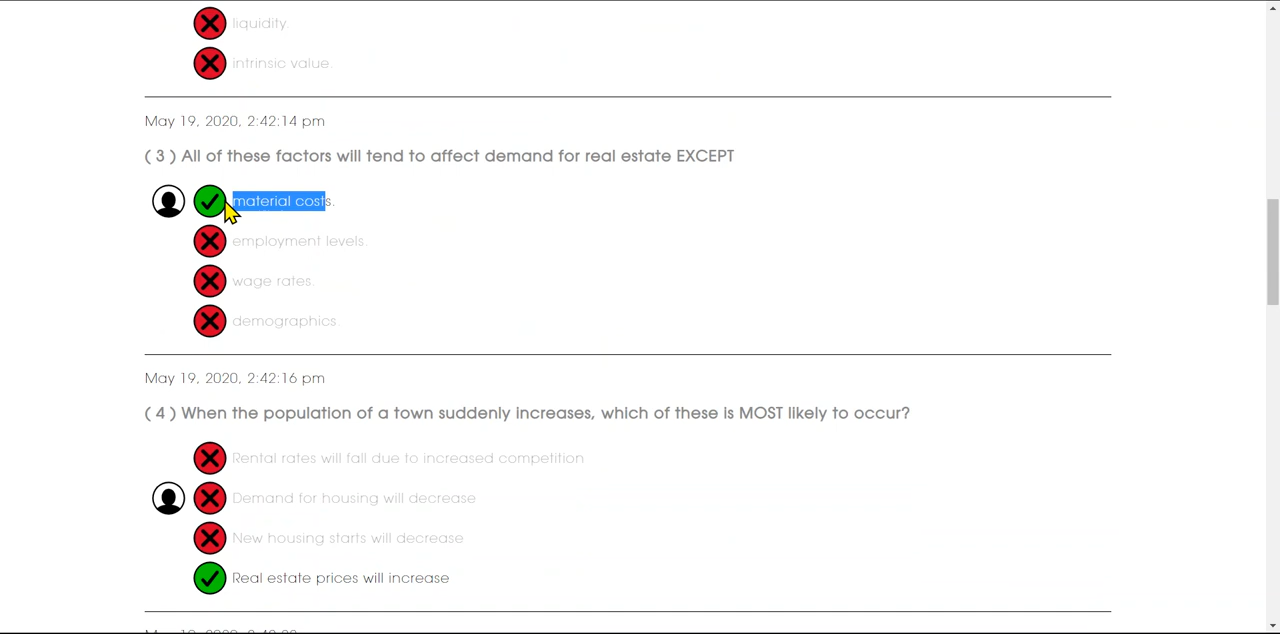 liquidity
intrinsic value.
May 19, 2020, 2:42:14 pm
( 3 ) All of these factors will tend to affect demand for real estate EXCEPT
material costs.
employment levels.
wage rates.
demographics.
May 19, 2020, 2:42:16 pm
( 4 ) When the population of a town suddenly increases, which of these is MOST likely to occur?
Rental rates will fall due to increased competition
Demand for housing will decrease
New housing starts will decrease
Real estate prices will increase